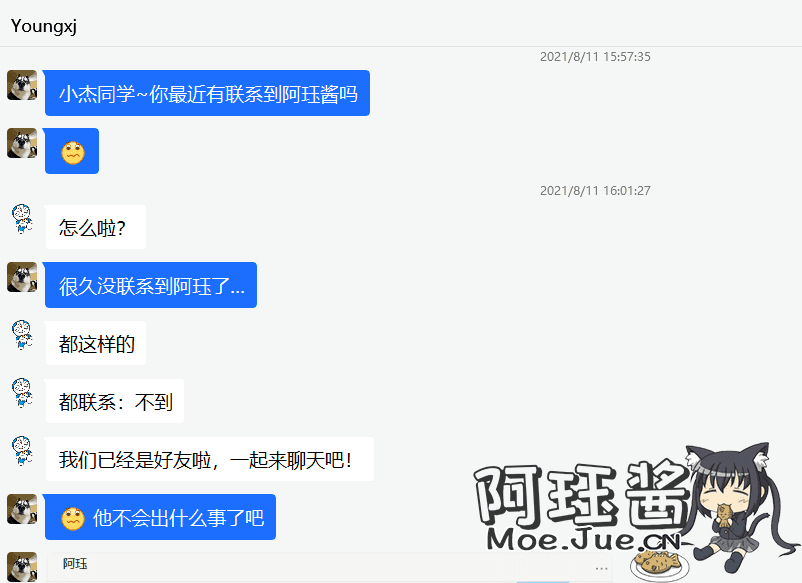 Youngxj
2021/8/11 15:57:35
小杰同学~你最近有联系到阿珏酱吗
2021/8/11 16:01:27
怎么啦？
很久没联系到阿珏了...
都这样的
都联系：不到
我们已经是好友啦，一起来聊天吧！
他不会出什么事了吧
阿珏
...
阿珏酱
Moe.Jue.CN